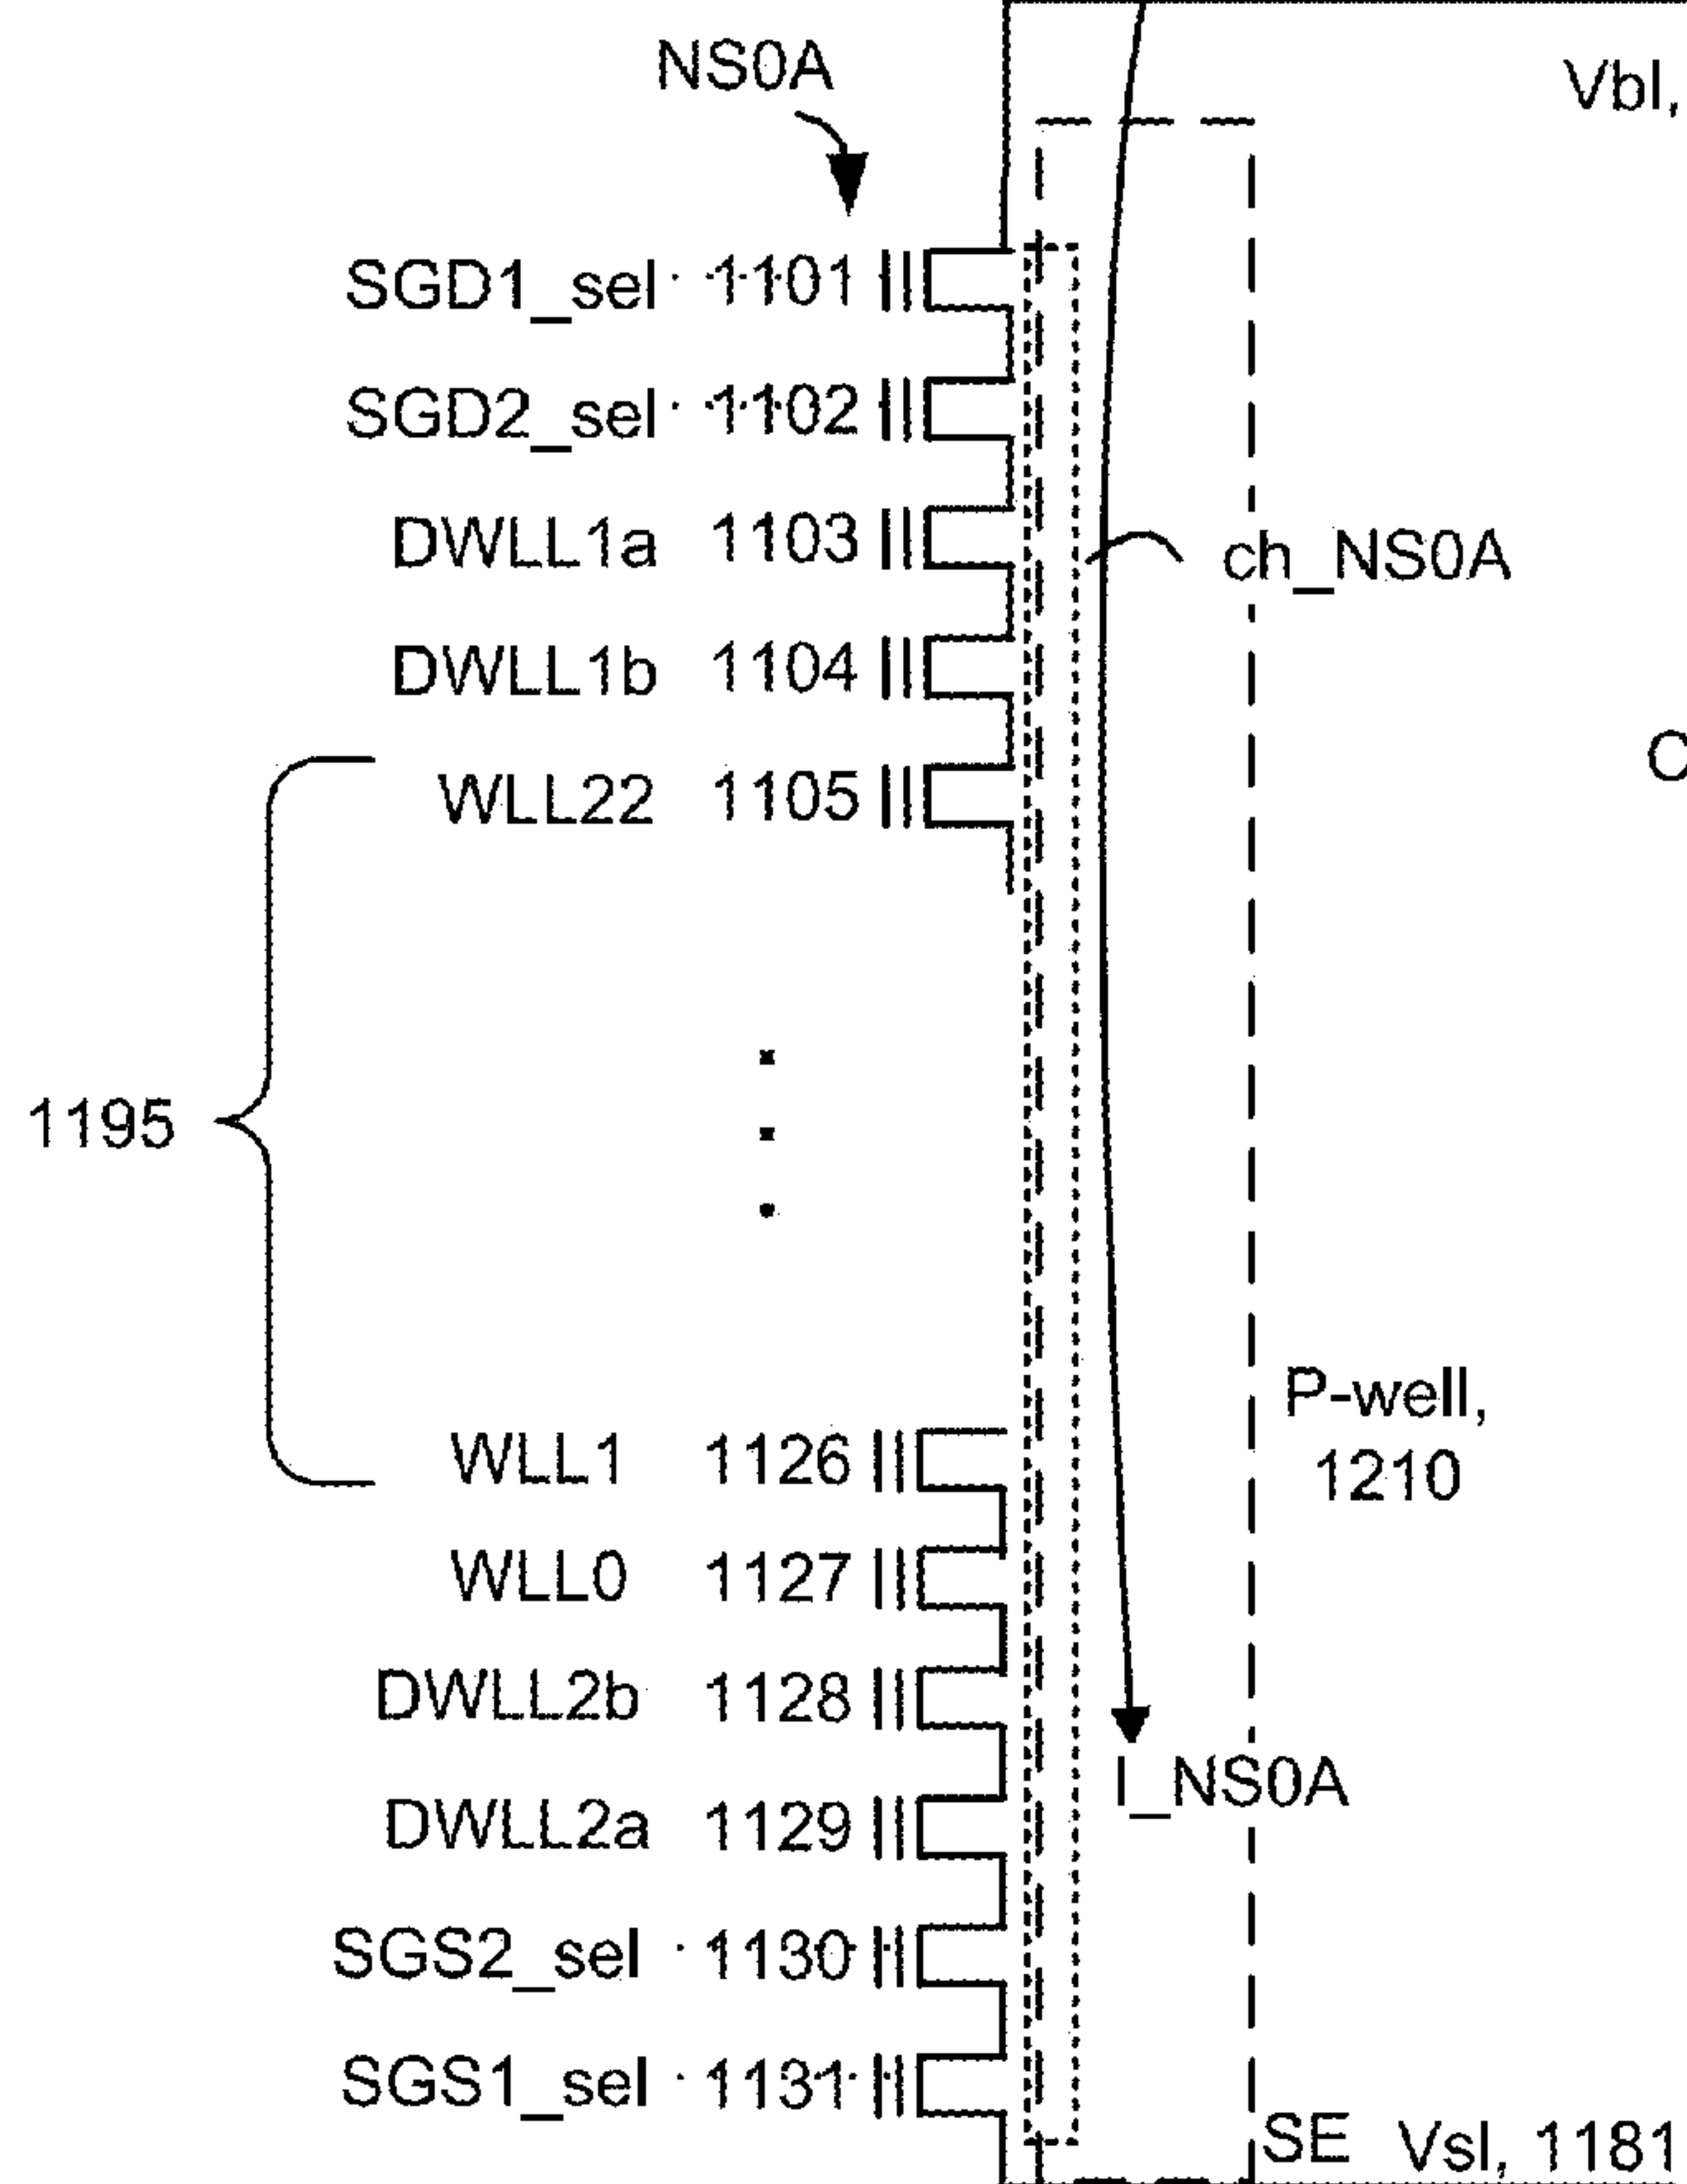 NS0A
Vbl,
SGD1_sel 1101
SGD2_sel 1102
DWLL1a 1103
ch_NS0A
DWLL1b 1104
C
WLL22 1105
1195
P-well,
1210
WLL1 1126
WLL0 1127
DWLL2b 1128
I_NS0A
DWLL2a 1129
SGS2_sel 1130
SGS1_sel 1131
SE Vsl, 1181